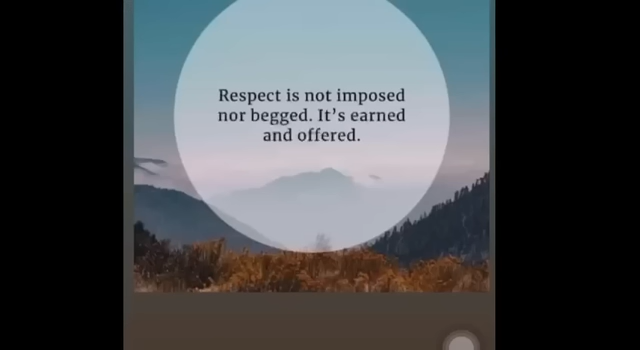 Respect is not imposed
nor begged. It’s earned
and offered.